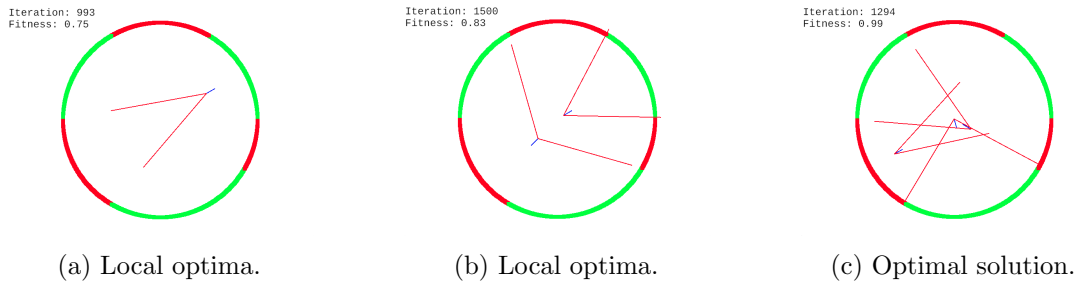 Iteration: 993
Fitness: 0.75
Iteration: 1500
Fitness: 0.83
Iteration: 1294
Fitness: 0.99
(a) Local optima.
(b) Local optima.
(c) Optimal solution.